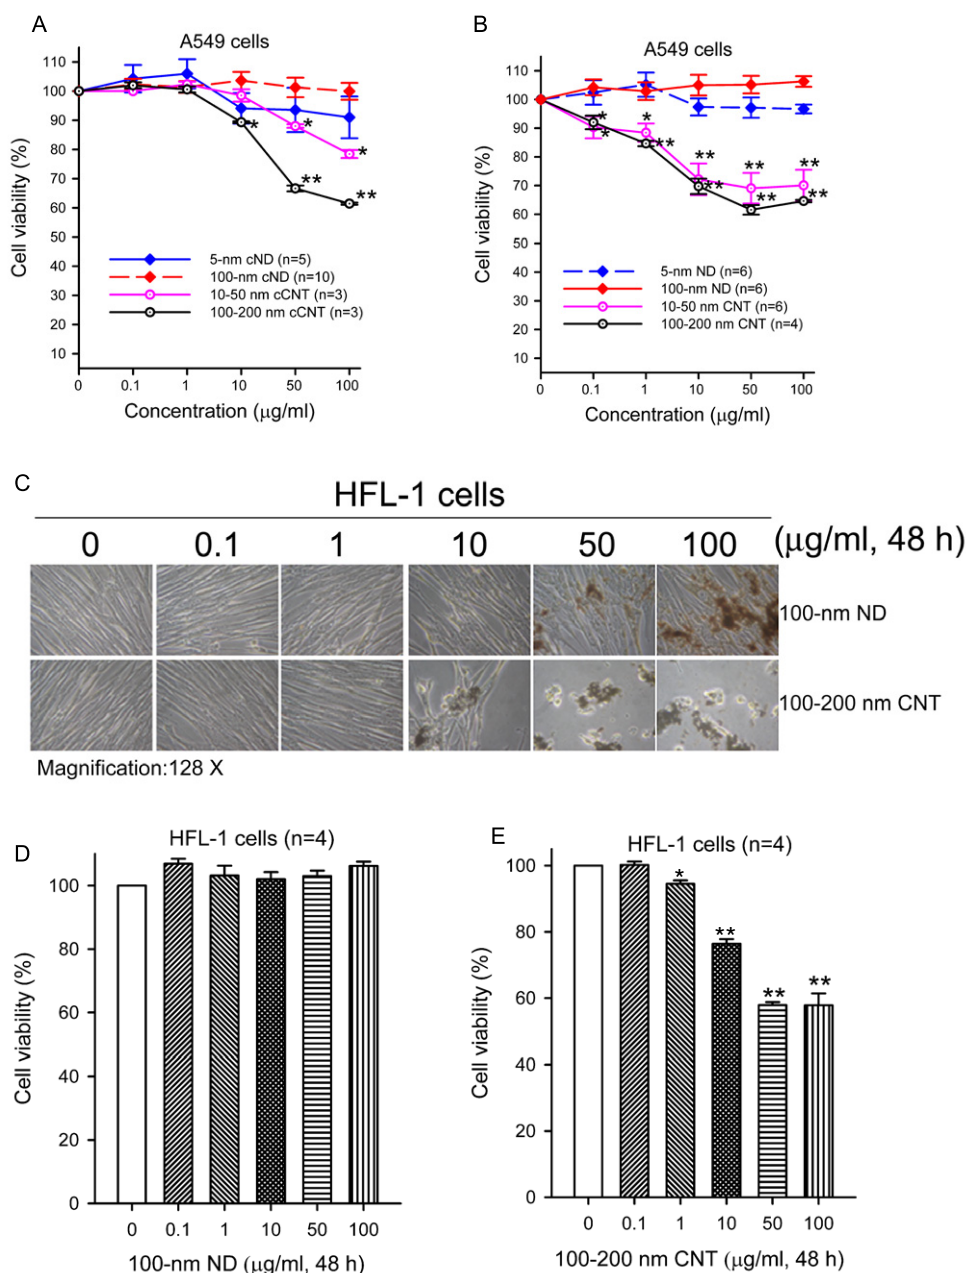 A
A549 cells
110
100
90
80
70
60
50
40
30
20
10
Cell viability (%)
5-nm cND (n=5)
100-nm cND (n=10)
10-50 nm cCNT (n=3)
100-200 nm cCNT (n=3)
*
**
**
*
*
0 0.1 1 10 50 100
Concentration (μg/ml)
B
A549 cells
110
100
90
80
70
60
50
40
30
20
10
Cell viability (%)
*
*
*
**
**
**
**
**
**
**
5-nm ND (n=6)
100-nm ND (n=6)
10-50 nm CNT (n=6)
100-200 nm CNT (n=4)
0 0.1 1 10 50 100
Concentration (μg/ml)
C
HFL-1 cells
0 0.1 1 10 50 100 (μg/ml, 48 h)
100-nm ND
100-200 nm CNT
Magnification:128 X
D
HFL-1 cells (n=4)
100
80
60
40
20
0
Cell viability (%)
0 0.1 1 10 50 100
100-nm ND (μg/ml, 48 h)
E
HFL-1 cells (n=4)
100
80
60
40
20
0
Cell viability (%)
*
**
**
**
0 0.1 1 10 50 100
100-200 nm CNT (μg/ml, 48 h)